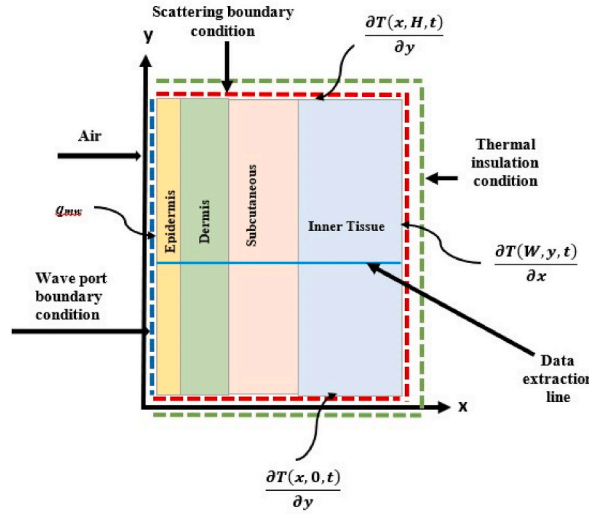 Scattering boundary
condition
∂T(x, H, t)
∂y
y
Air
Thermal
insulation
condition
q_mw
Epidermis
Dermis
Subcutaneous
Inner Tissue
∂T(W, y, t)
∂x
Wave port
boundary
condition
Data
extraction
line
x
∂T(x, 0, t)
∂y